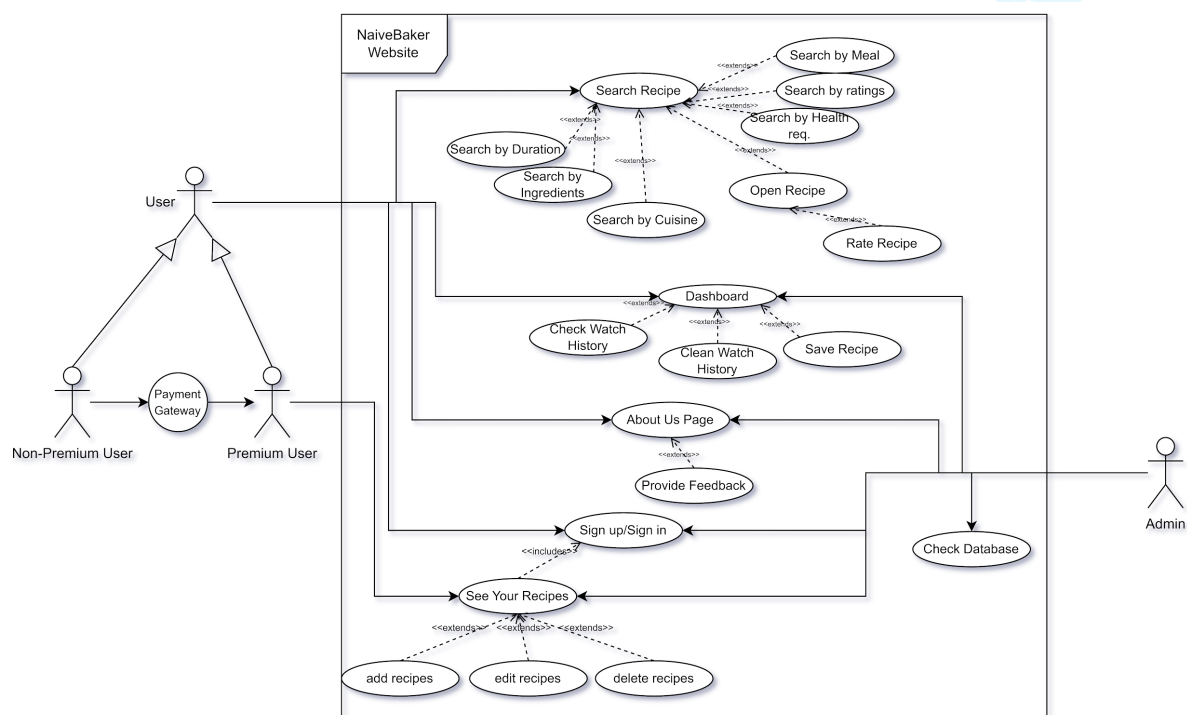 NaiveBaker
Website
Search by Meal
<<extends>>
Search Recipe
<<extends>>
Search by ratings
<<extends>>
<<extends>>
Search by Health
req.
<<extends>>
Search by Duration
<<extends>>
<<extends>>
Search by
Ingredients
Open Recipe
User
Search by Cuisine
<<extends>>
Rate Recipe
Dashboard
<<extends>>
<<extends>>
<<extends>>
Check Watch
History
Clean Watch
History
Save Recipe
Payment
Gateway
About Us Page
Non-Premium User
Premium User
<<extends>>
Provide Feedback
Admin
Sign up/Sign in
<<includes>>
Check Database
See Your Recipes
<<extends>>
<<extends>>
<<extends>>
add recipes
edit recipes
delete recipes